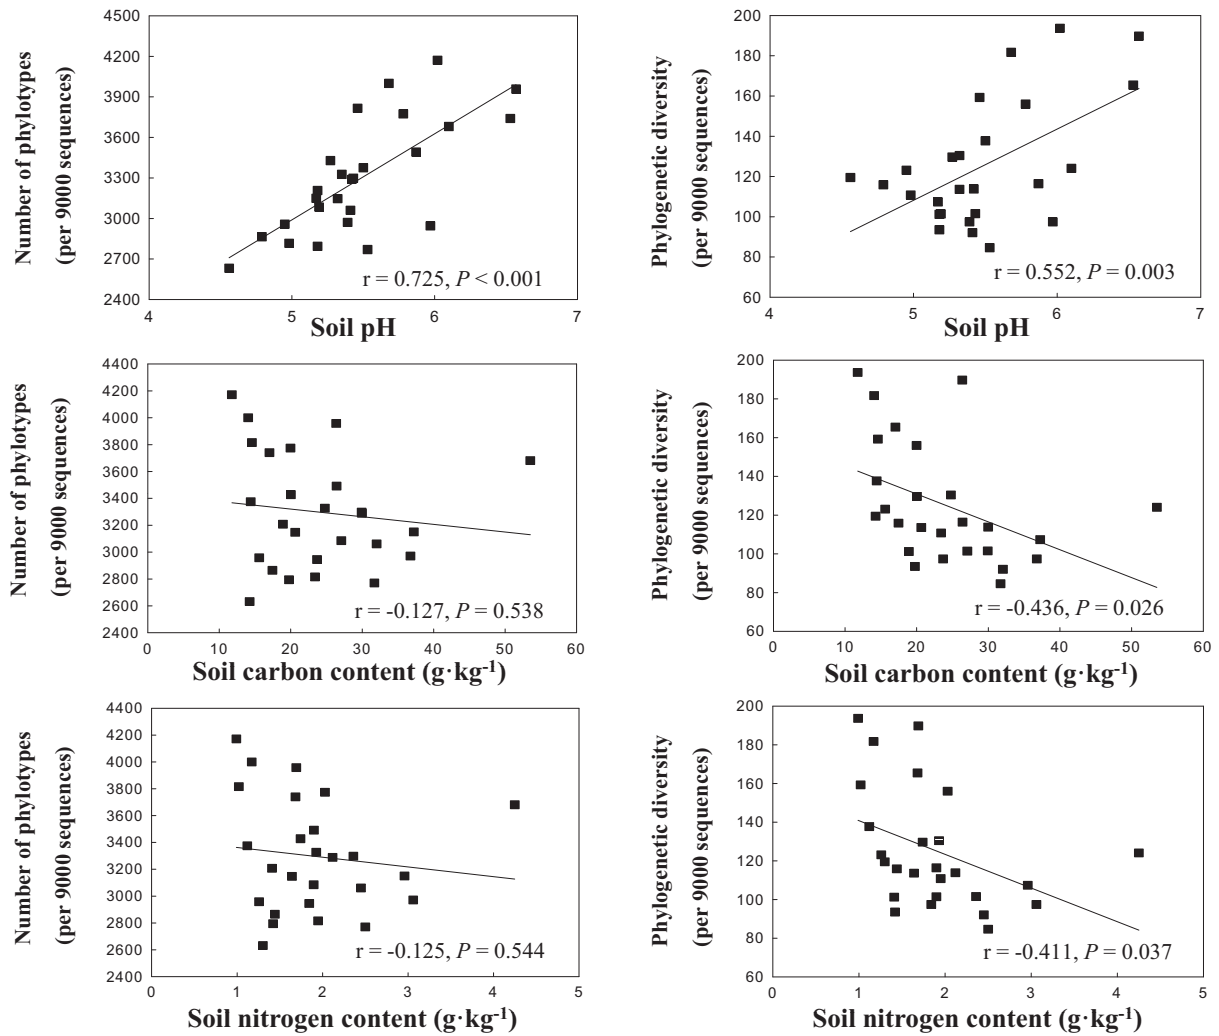 Number of phylotypes
(per 9000 sequences)
4500
4200
3900
3600
3300
3000
2700
2400
r = 0.725, P < 0.001
4 5 6 7
Soil pH
Phylogenetic diversity
(per 9000 sequences)
200
180
160
140
120
100
80
60
r = 0.552, P = 0.003
4 5 6 7
Soil pH
Number of phylotypes
(per 9000 sequences)
4400
4200
4000
3800
3600
3400
3200
3000
2800
2600
2400
r = -0.127, P = 0.538
0 10 20 30 40 50 60
Soil carbon content (g·kg⁻¹)
Phylogenetic diversity
(per 9000 sequences)
200
180
160
140
120
100
80
60
r = -0.436, P = 0.026
0 10 20 30 40 50 60
Soil carbon content (g·kg⁻¹)
Number of phylotypes
(per 9000 sequences)
4400
4200
4000
3800
3600
3400
3200
3000
2800
2600
2400
r = -0.125, P = 0.544
0 1 2 3 4 5
Soil nitrogen content (g·kg⁻¹)
Phylogenetic diversity
(per 9000 sequences)
200
180
160
140
120
100
80
60
r = -0.411, P = 0.037
0 1 2 3 4 5
Soil nitrogen content (g·kg⁻¹)